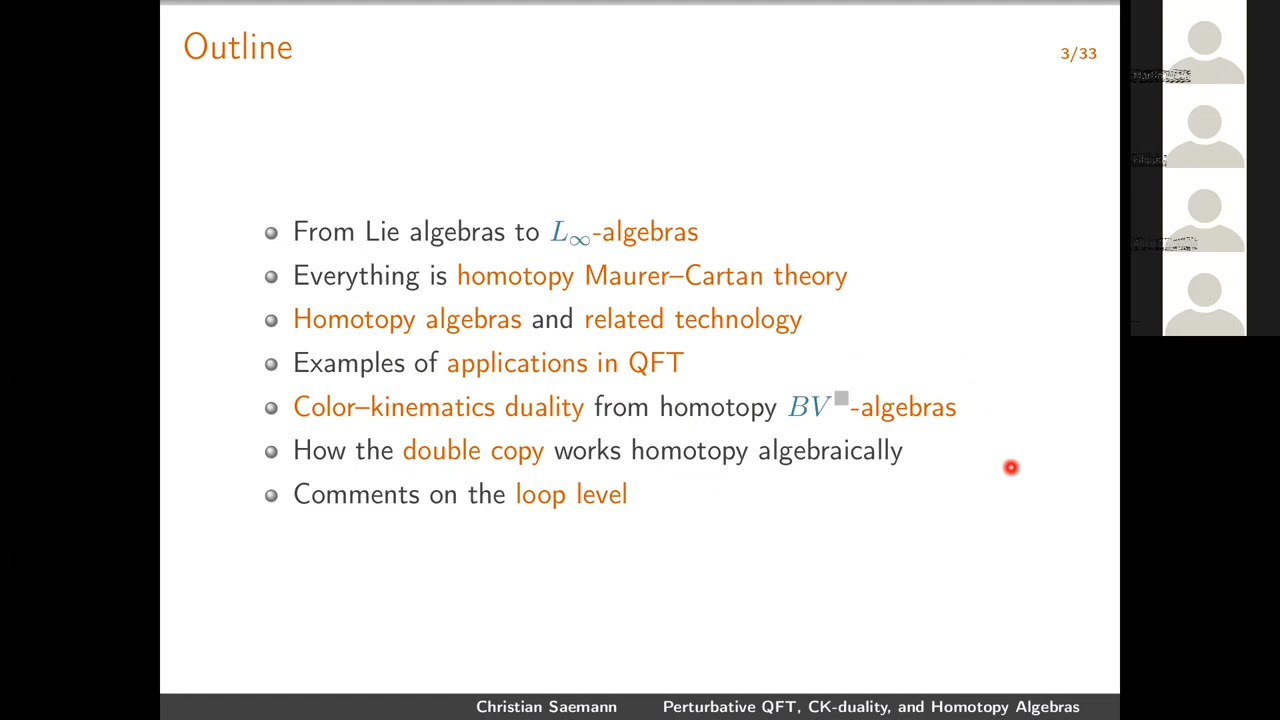 Outline
3/33
From Lie algebras to L∞-algebras
Everything is homotopy Maurer–Cartan theory
Homotopy algebras and related technology
Examples of applications in QFT
Color–kinematics duality from homotopy BV■-algebras
How the double copy works homotopy algebraically
Comments on the loop level
Christian Saemann Perturbative QFT, CK-duality, and Homotopy Algebras